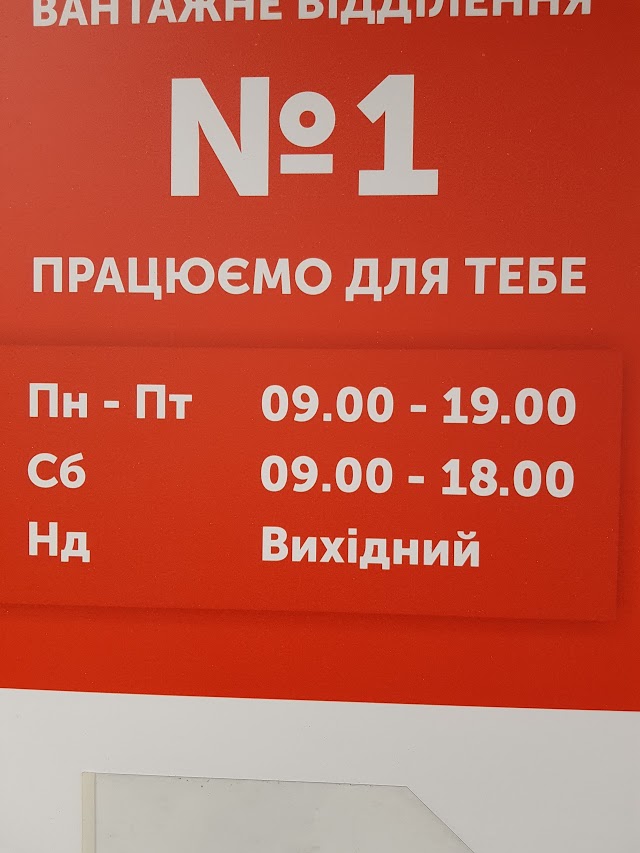 ВАНТАЖНЕ ВІДДІЛЕННЯ
№1
ПРАЦЮЄМО ДЛЯ ТЕБЕ
Пн - Пт 09.00 - 19.00
Сб 09.00 - 18.00
Нд Вихідний